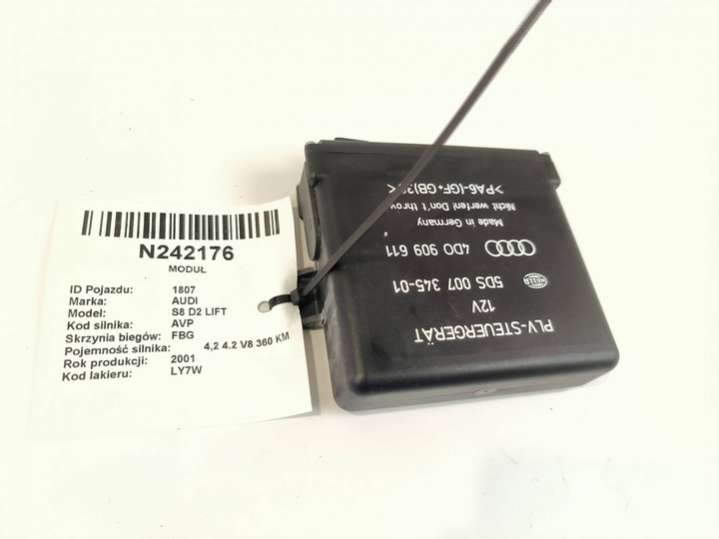 N242176
MODUŁ
ID Pojazdu: 1807
Marka: AUDI
Model: S8 D2 LIFT
Kod silnika: AVP
Skrzynia biegów: FBG
Pojemność silnika: 4,2 4.2 V8 360 KM
Rok produkcji: 2001
Kod lakieru: LY7W
PLV-STEUERGERÄT
12V
5DS 007 345-01
HELLA
4D0 909 611
Made in Germany
Nicht werfen! Don't throw
>PA6-(GF+GB)3